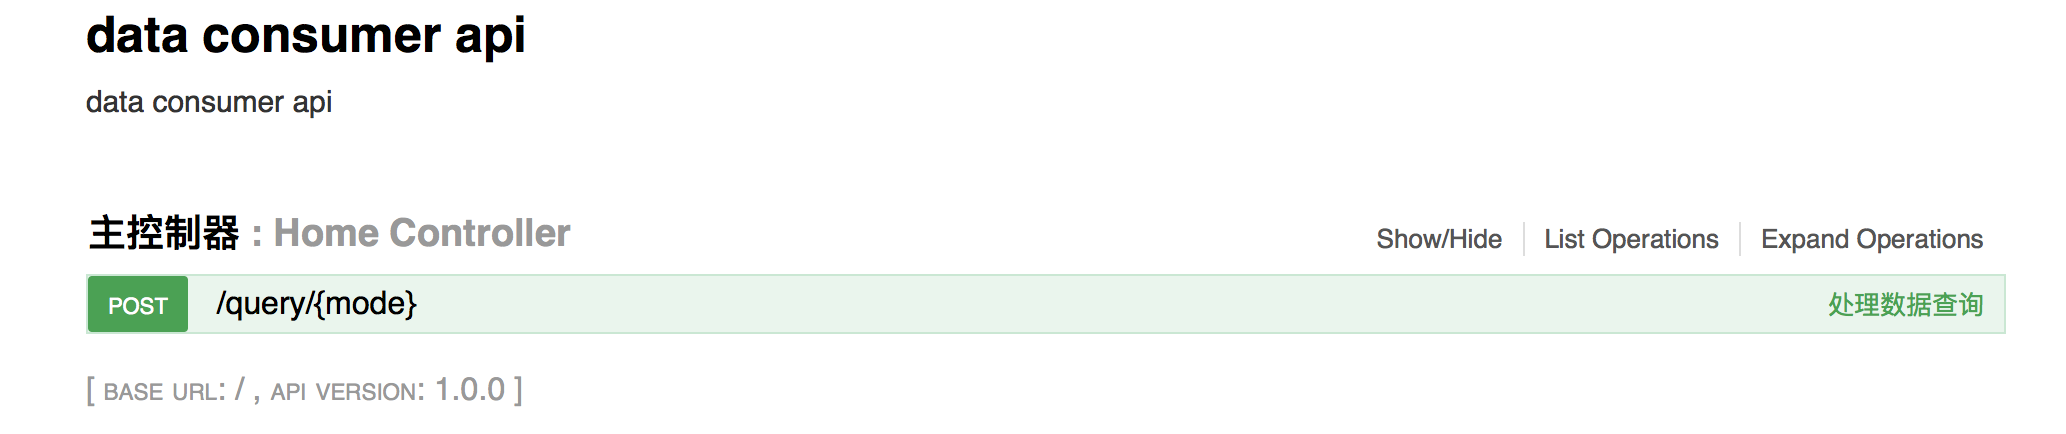 data consumer api
data consumer api
主控制器 : Home Controller
Show/Hide List Operations Expand Operations
POST /query/{mode} 处理数据查询
[ BASE URL: / , API VERSION: 1.0.0 ]